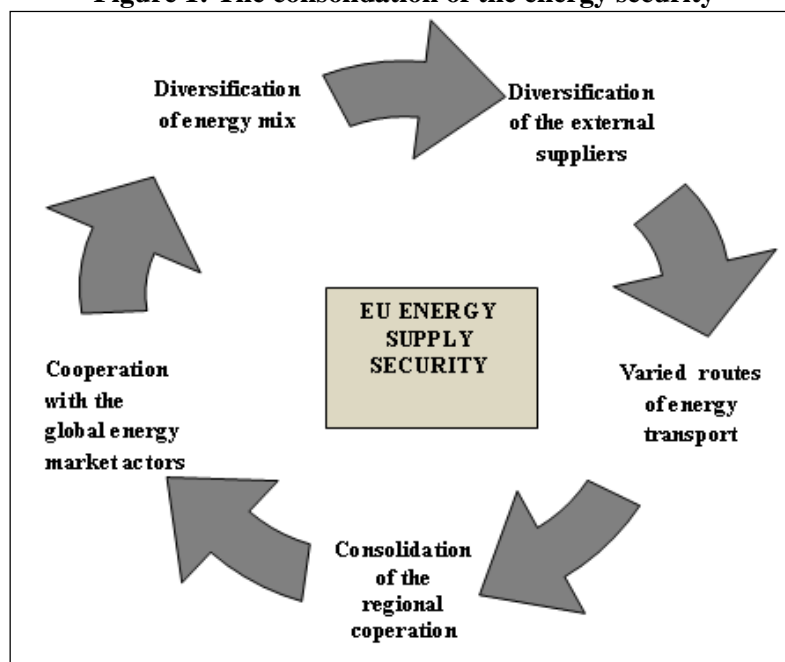 Figure 1. The consolidation of the energy security
Diversification
of energy mix
Diversification
of the external
suppliers
Varied routes
of energy
transport
Consolidation
of the
regional
coperation
Cooperation
with the
global energy
market actors
EU ENERGY
SUPPLY
SECURITY